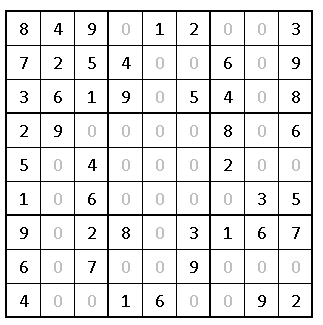 8 4 9 0 1 2 0 0 3
7 2 5 4 0 0 6 0 9
3 6 1 9 0 5 4 0 8
2 9 0 0 0 0 8 0 6
5 0 4 0 0 0 2 0 0
1 0 6 0 0 0 0 3 5
9 0 2 8 0 3 1 6 7
6 0 7 0 0 9 0 0 0
4 0 0 1 6 0 0 9 2